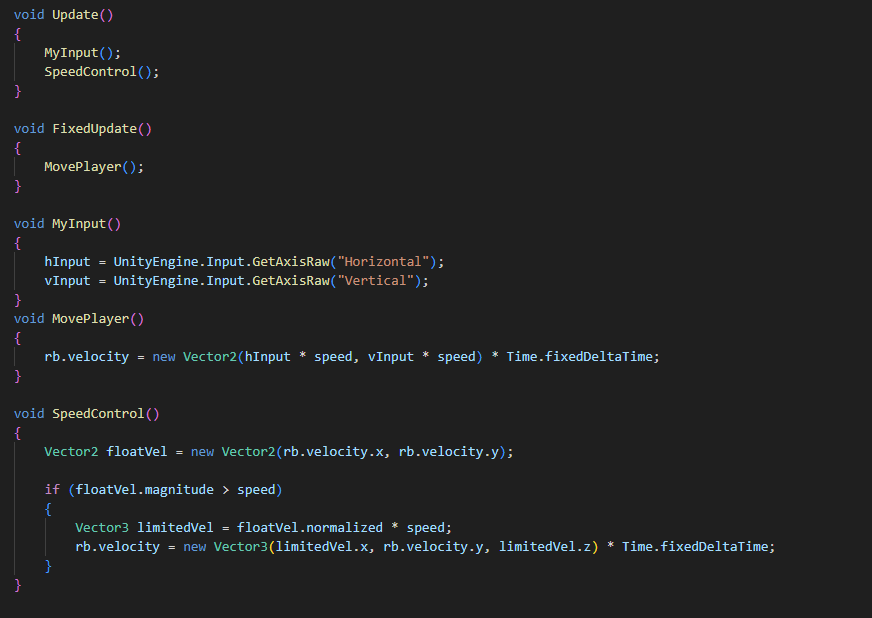 void Update()
{
    MyInput();
    SpeedControl();
}

void FixedUpdate()
{
    MovePlayer();
}

void MyInput()
{
    hInput = UnityEngine.Input.GetAxisRaw("Horizontal");
    vInput = UnityEngine.Input.GetAxisRaw("Vertical");
}
void MovePlayer()
{
    rb.velocity = new Vector2(hInput * speed, vInput * speed) * Time.fixedDeltaTime;
}

void SpeedControl()
{
    Vector2 floatVel = new Vector2(rb.velocity.x, rb.velocity.y);

    if (floatVel.magnitude > speed)
    {
        Vector3 limitedVel = floatVel.normalized * speed;
        rb.velocity = new Vector3(limitedVel.x, rb.velocity.y, limitedVel.z) * Time.fixedDeltaTime;
    }
}